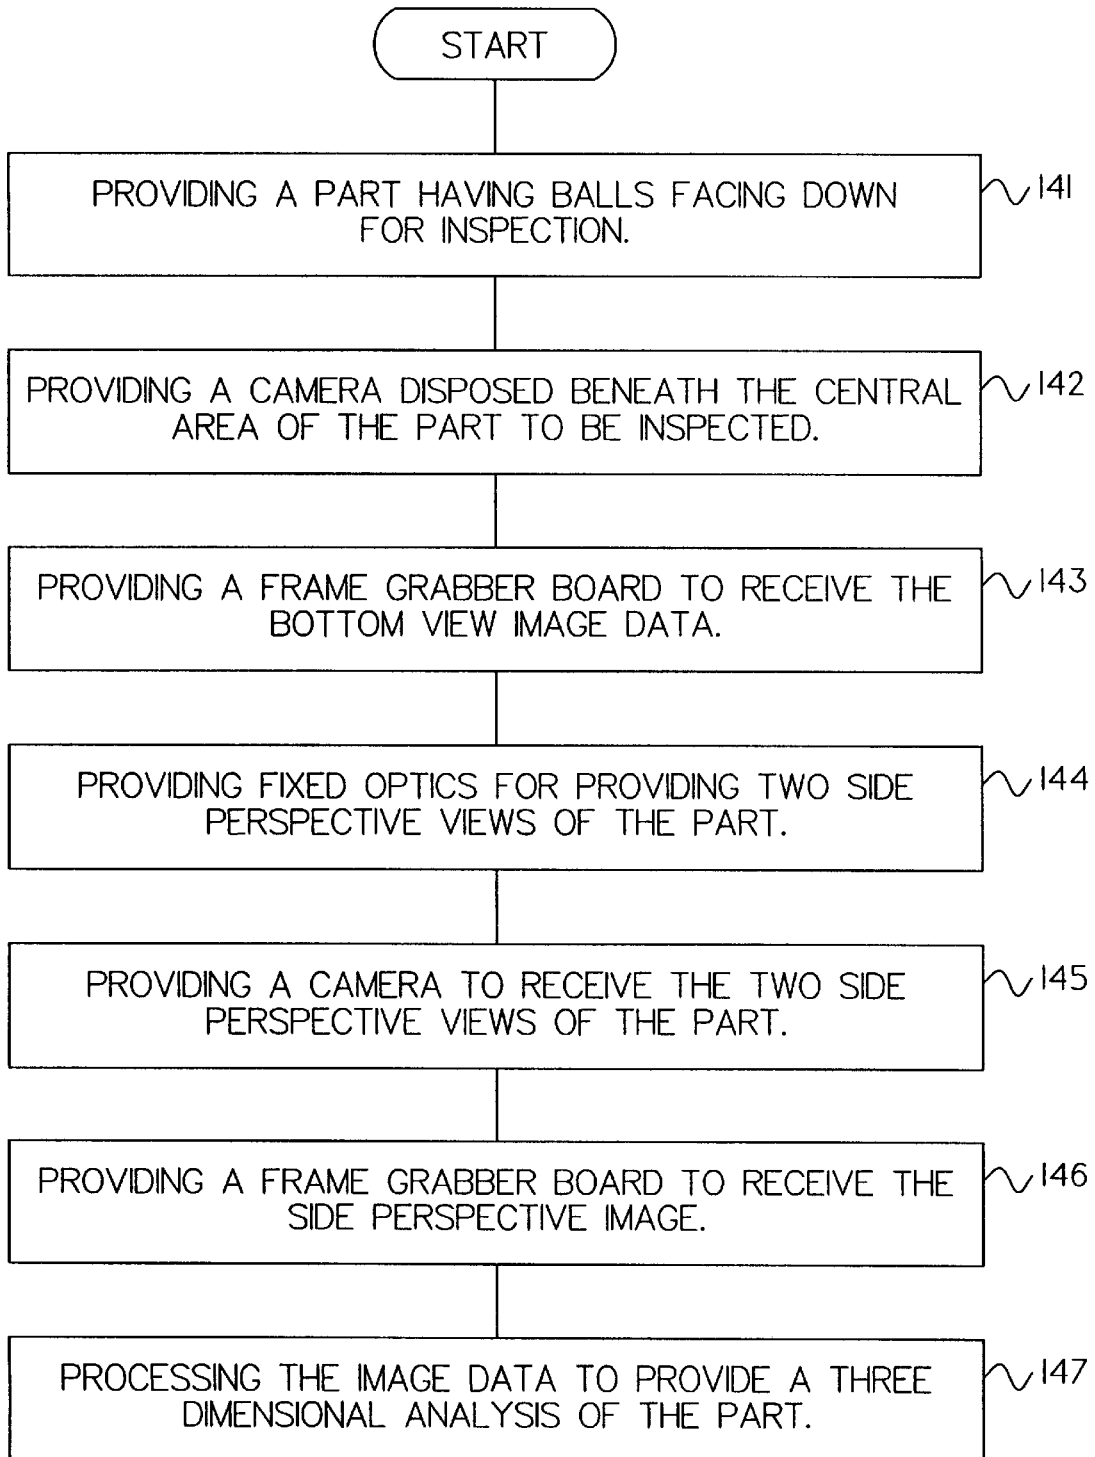 START
PROVIDING A PART HAVING BALLS FACING DOWN
FOR INSPECTION.
141
PROVIDING A CAMERA DISPOSED BENEATH THE CENTRAL
AREA OF THE PART TO BE INSPECTED.
142
PROVIDING A FRAME GRABBER BOARD TO RECEIVE THE
BOTTOM VIEW IMAGE DATA.
143
PROVIDING FIXED OPTICS FOR PROVIDING TWO SIDE
PERSPECTIVE VIEWS OF THE PART.
144
PROVIDING A CAMERA TO RECEIVE THE TWO SIDE
PERSPECTIVE VIEWS OF THE PART.
145
PROVIDING A FRAME GRABBER BOARD TO RECEIVE THE
SIDE PERSPECTIVE IMAGE.
146
PROCESSING THE IMAGE DATA TO PROVIDE A THREE
DIMENSIONAL ANALYSIS OF THE PART.
147